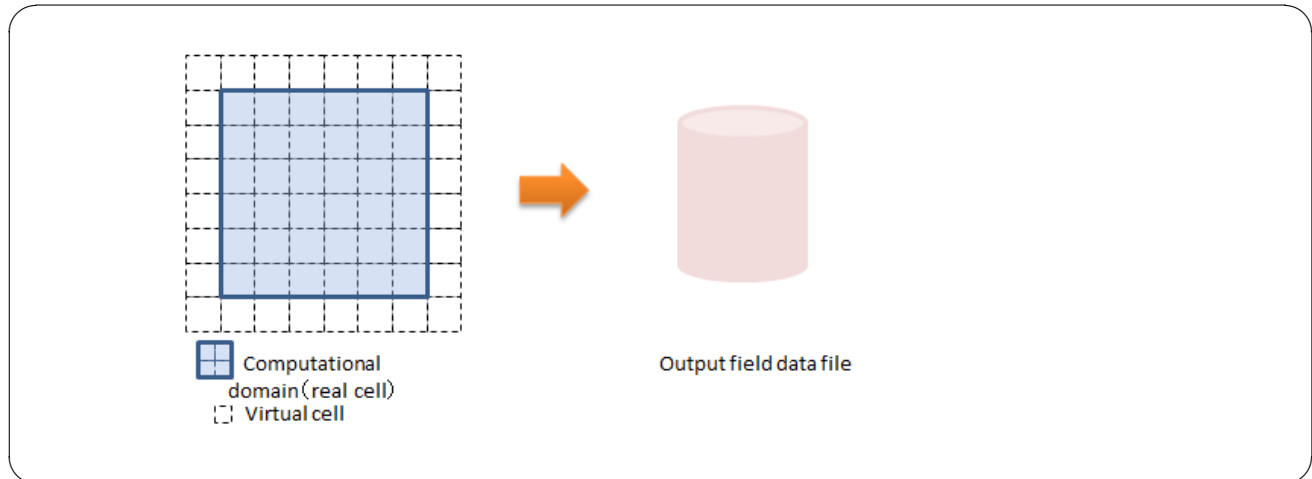 Computational
domain（real cell）
Virtual cell
Output field data file